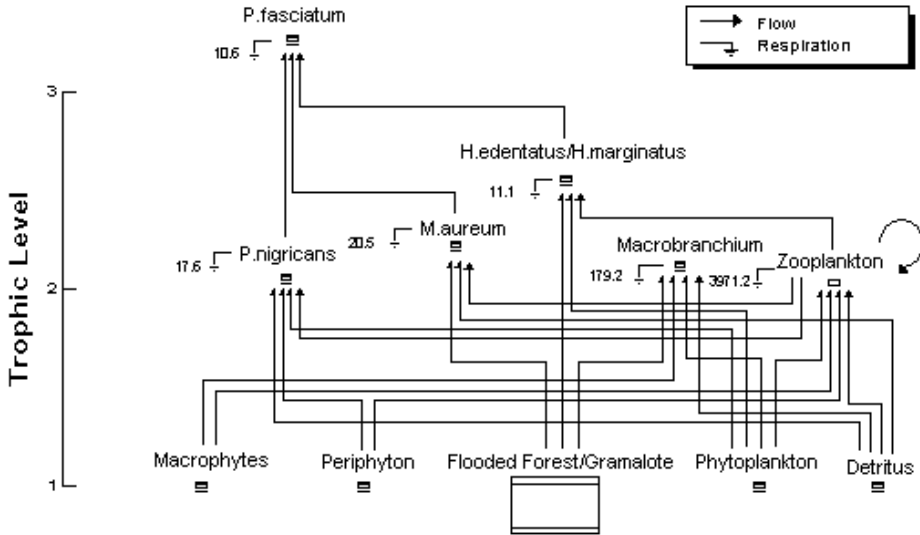 P.fasciatum
10.6
Flow
Respiration
3
H.edentatus/H.marginatus
11.1
M.aureum
20.5
P.nigricans
17.6
Macrobranchium
179.2
Zooplankton
3971.2
2
Trophic Level
Macrophytes
Periphyton
Flooded Forest/Gramalote
Phytoplankton
Detritus
1